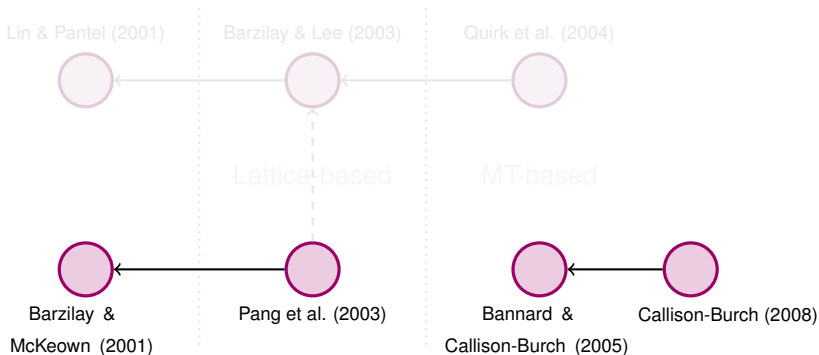 Lin & Pantel (2001) Barzilay & Lee (2003) Quirk et al. (2004)
Lattice-based MT-based
Barzilay & Pang et al. (2003) Bannard & Callison-Burch (2008)
McKeown (2001) Callison-Burch (2005)